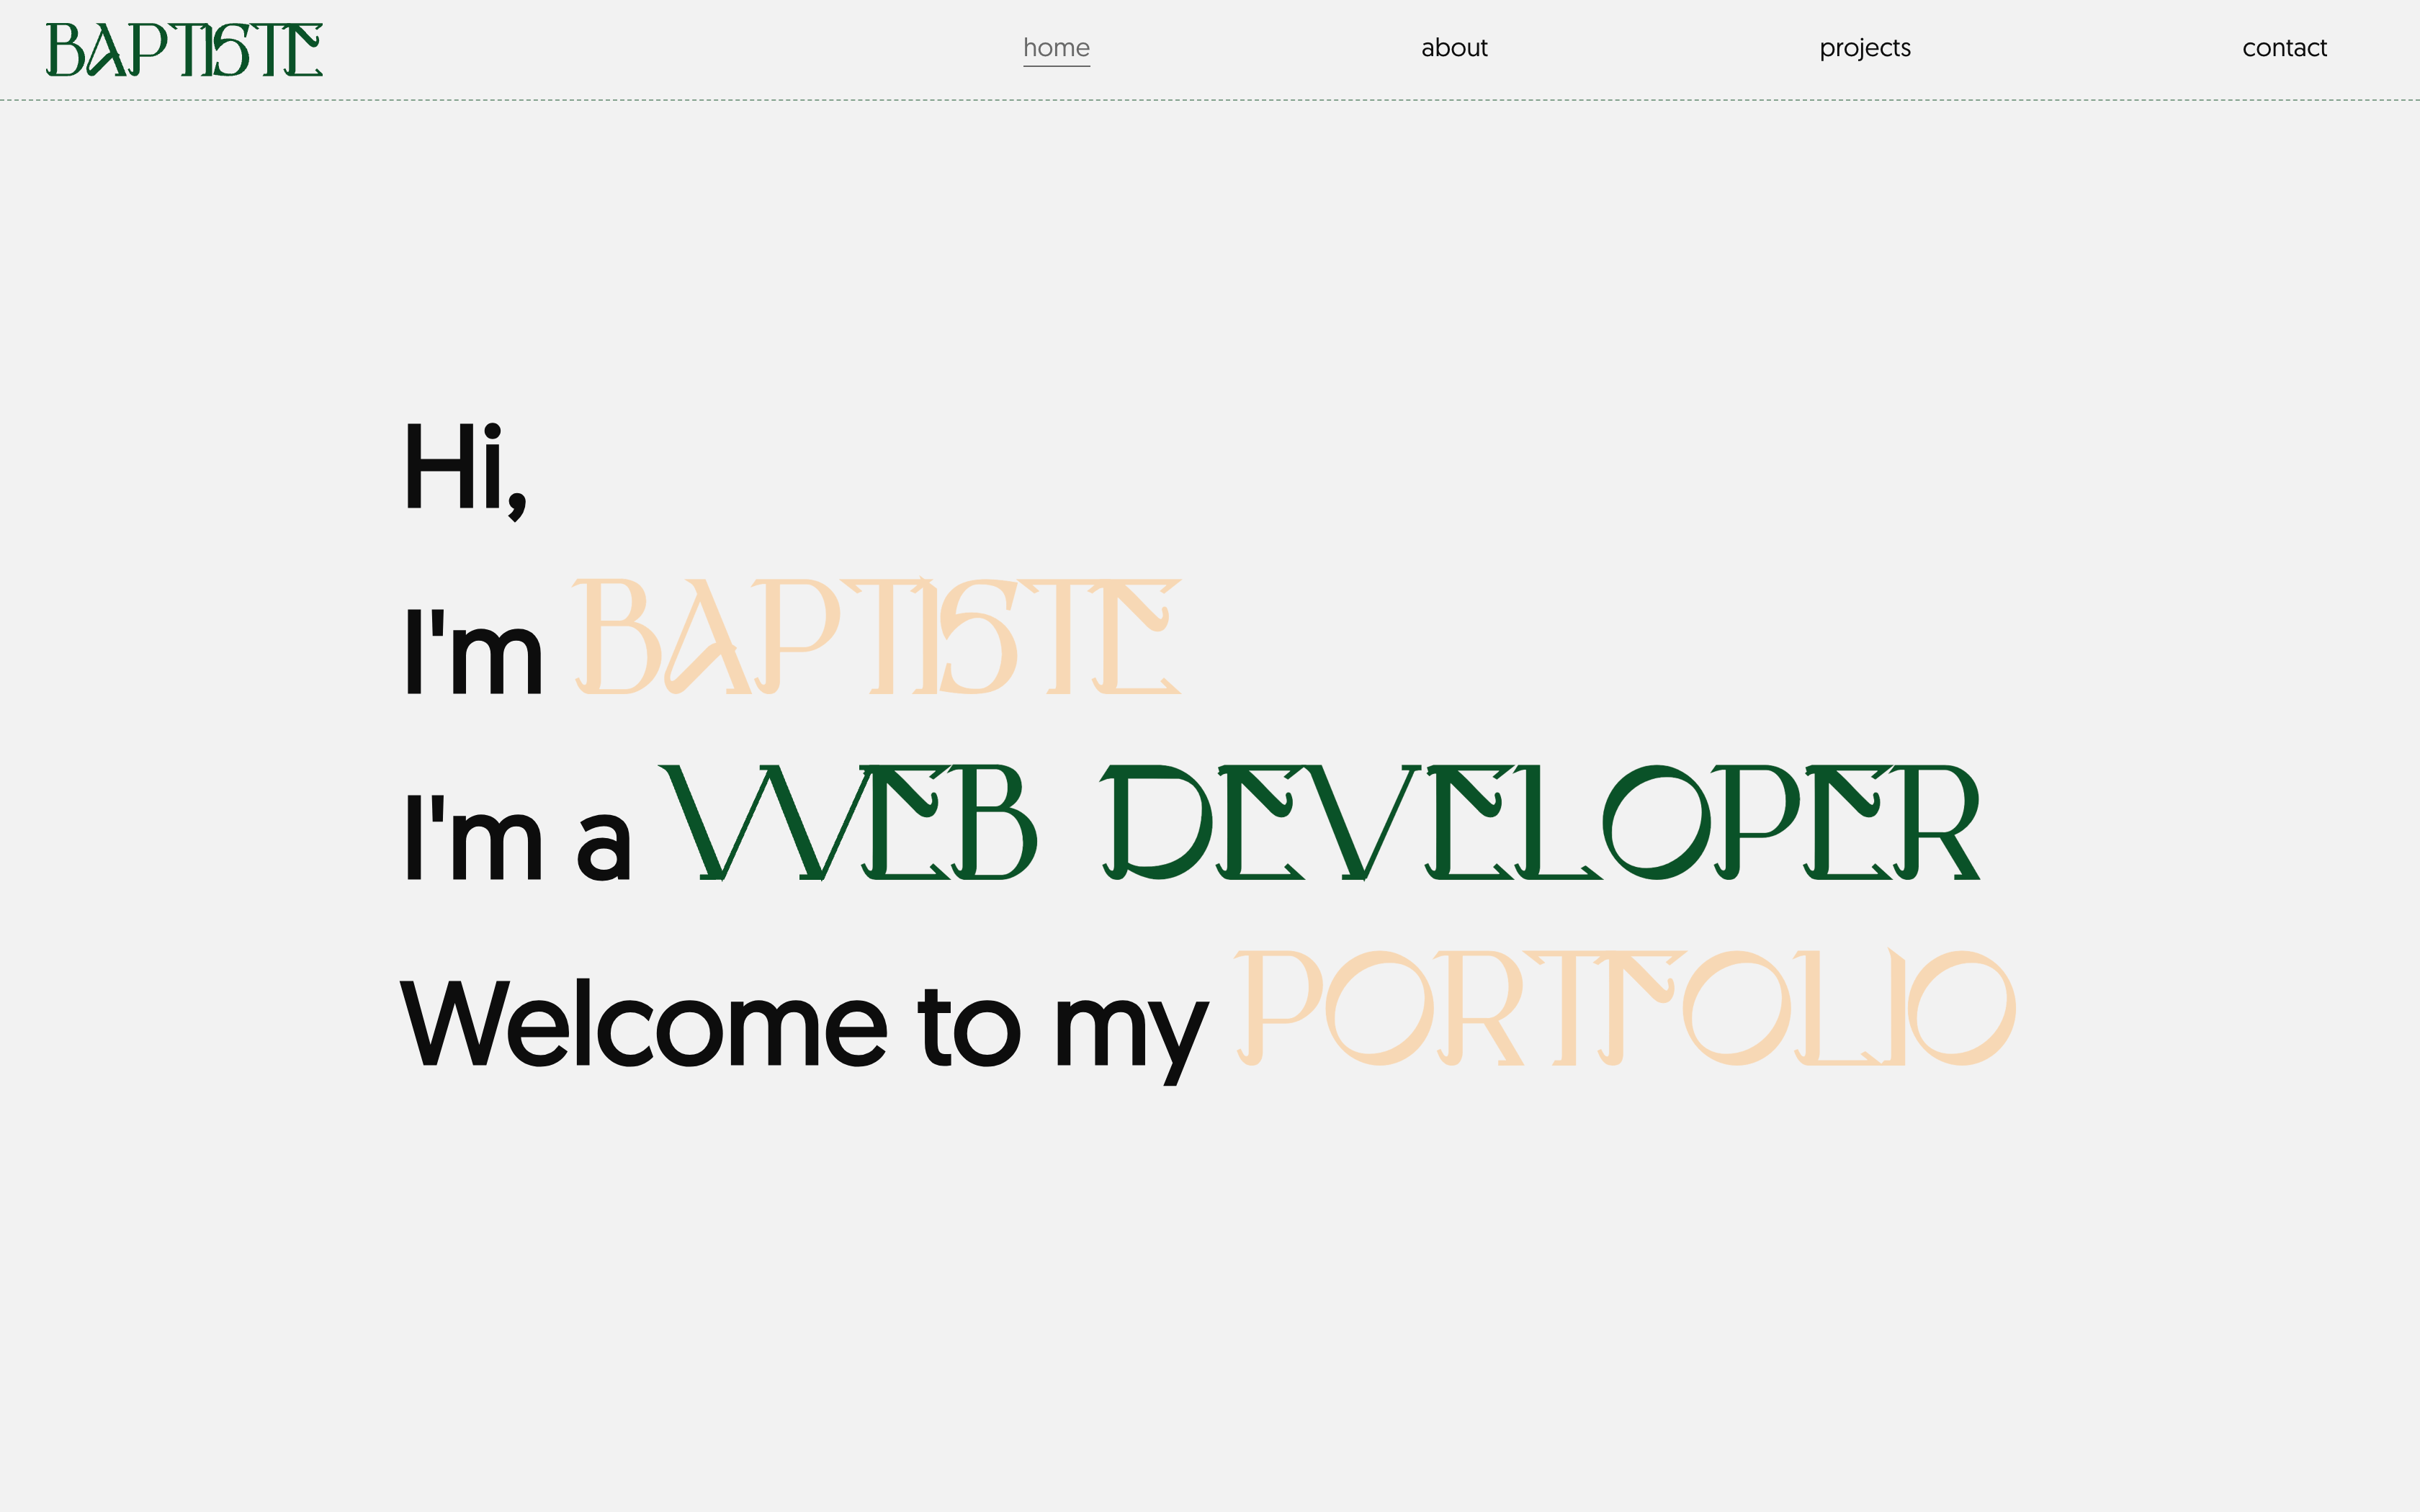 BAPTISTE
home
about
projects
contact
Hi,
I'm BAPTISTE
I'm a WEB DEVELOPER
Welcome to my PORTFOLIO